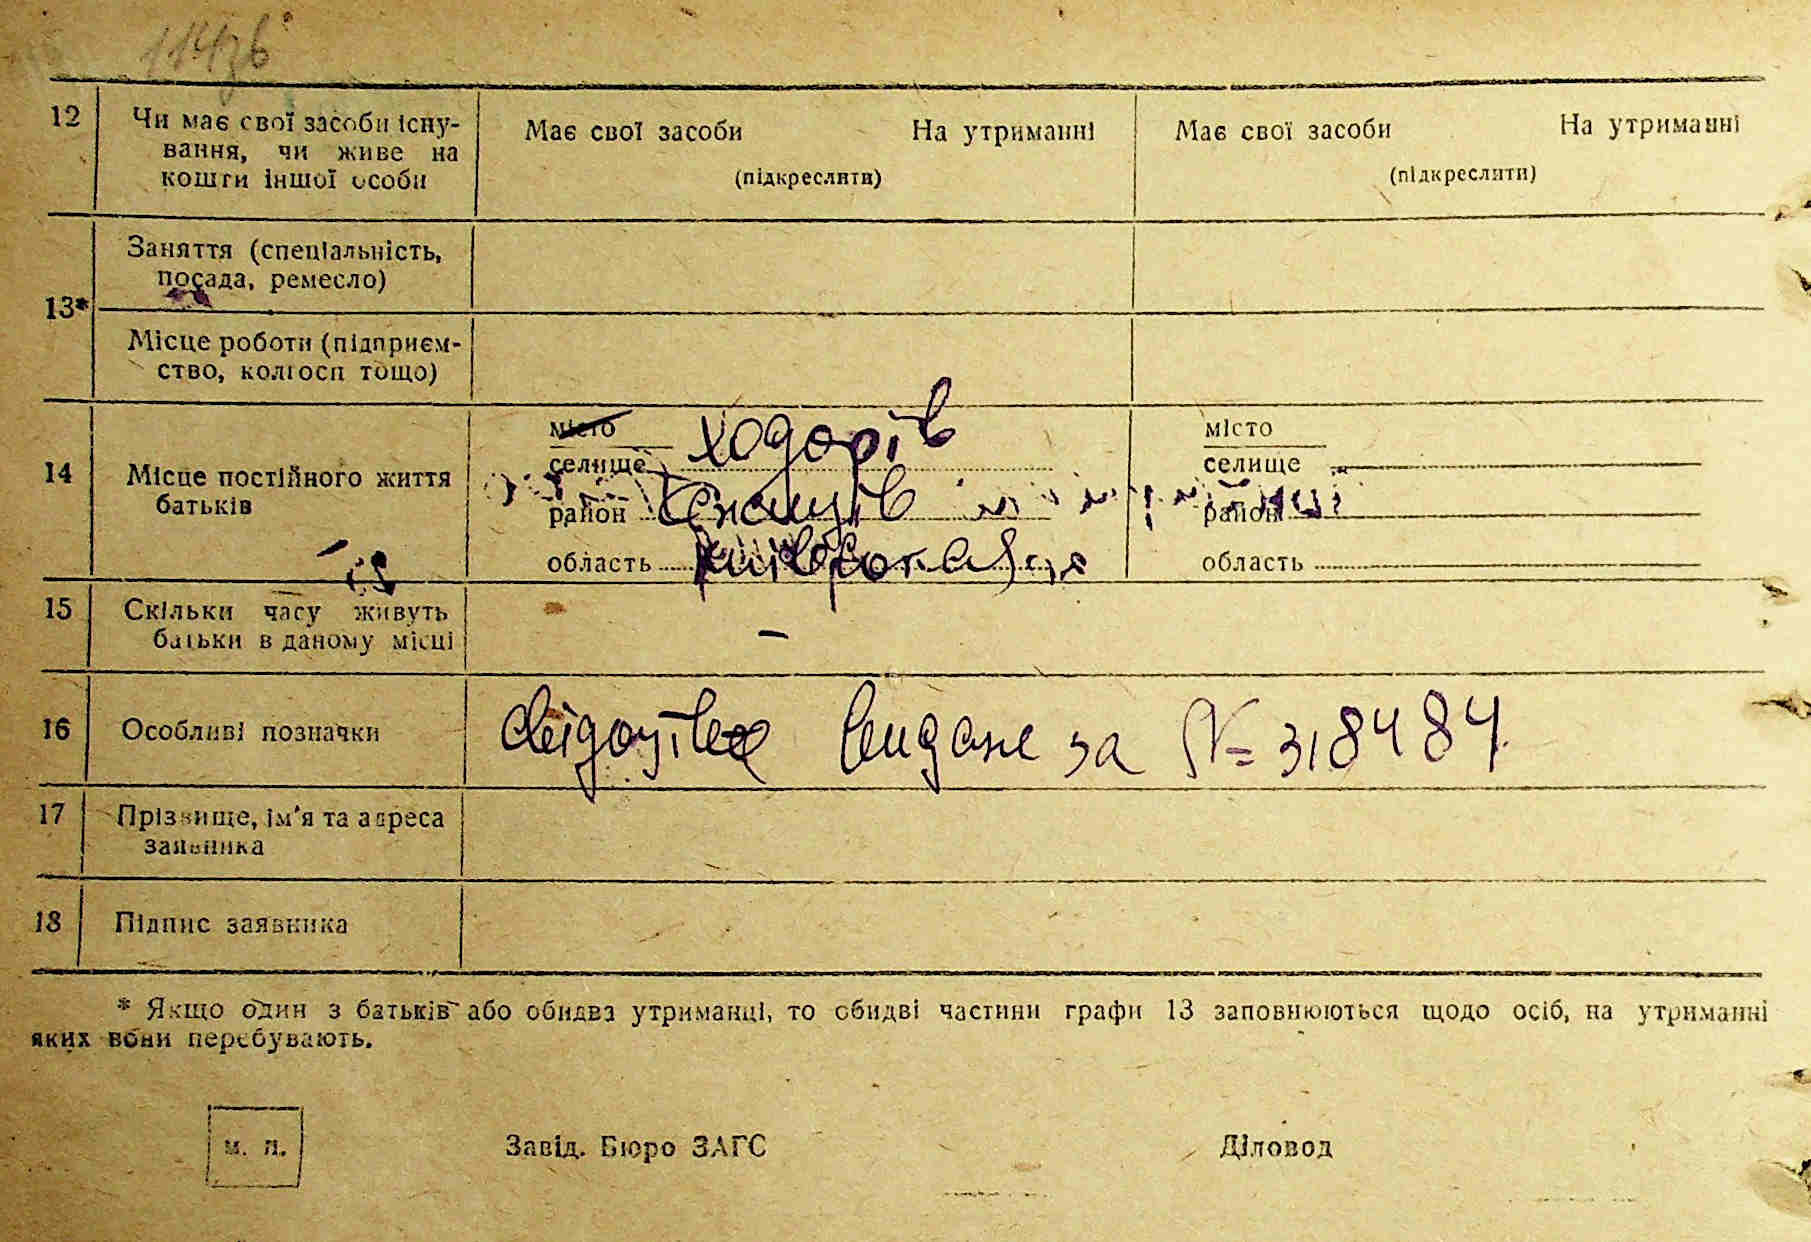 12 Чи має свої засоби існу-
вання, чи живе на
кошти іншої особи
Має свої засоби На утриманні
(підкреслити)
Має свої засоби На утриманні
(підкреслити)
13* Заняття (спеціальність,
посада, ремесло)
Місце роботи (підприєм-
ство, колгосп тощо)
14 Місце постійного життя
батьків
місто
селище Ходорів
район
область
місто
селище
район
область
15 Скільки часу живуть
батьки в даному місці
–
16 Особливі позначки
видане за № 318484
17 Прізвище, ім'я та адреса
заявника
18 Підпис заявника
* Якщо один з батьків або обидва утриманці, то обидві частини графи 13 заповнюються щодо осіб, на утриманні
яких вони перебувають.
м. п.
Завід. Бюро ЗАГС
Діловод